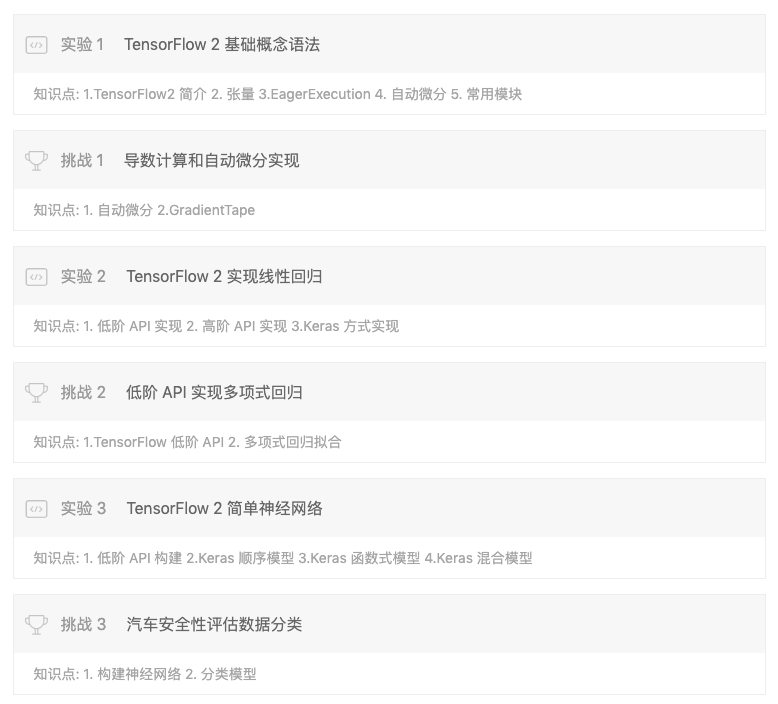 实验 1 TensorFlow 2 基础概念语法
知识点: 1.TensorFlow2 简介 2. 张量 3.EagerExecution 4. 自动微分 5. 常用模块
挑战 1 导数计算和自动微分实现
知识点: 1. 自动微分 2.GradientTape
实验 2 TensorFlow 2 实现线性回归
知识点: 1. 低阶 API 实现 2. 高阶 API 实现 3.Keras 方式实现
挑战 2 低阶 API 实现多项式回归
知识点: 1.TensorFlow 低阶 API 2. 多项式回归拟合
实验 3 TensorFlow 2 简单神经网络
知识点: 1. 低阶 API 构建 2.Keras 顺序模型 3.Keras 函数式模型 4.Keras 混合模型
挑战 3 汽车安全性评估数据分类
知识点: 1. 构建神经网络 2. 分类模型